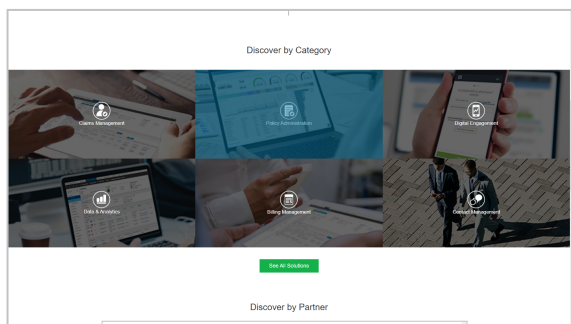 Discover by Category
Claims Management
Policy Administration
Digital Engagement
Data & Analytics
Billing Management
Contact Management
See All Solutions
Discover by Partner